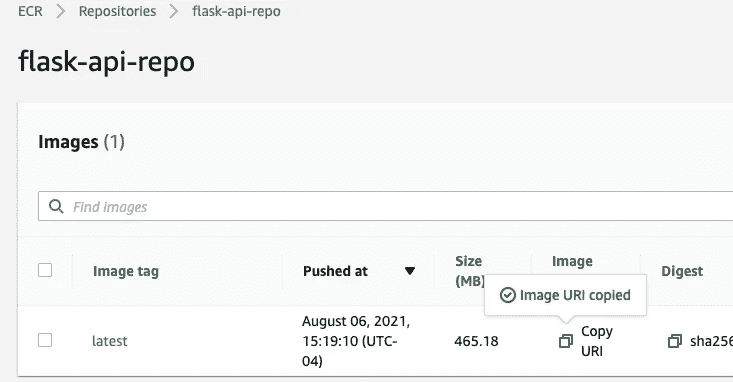 ECR > Repositories > flask-api-repo
flask-api-repo
Images (1)
Find images
Image tag
Pushed at
Size
(MB)
Image
Digest
Image URI copied
latest
August 06, 2021,
15:19:10 (UTC-
04)
465.18
Copy
URI
sha256